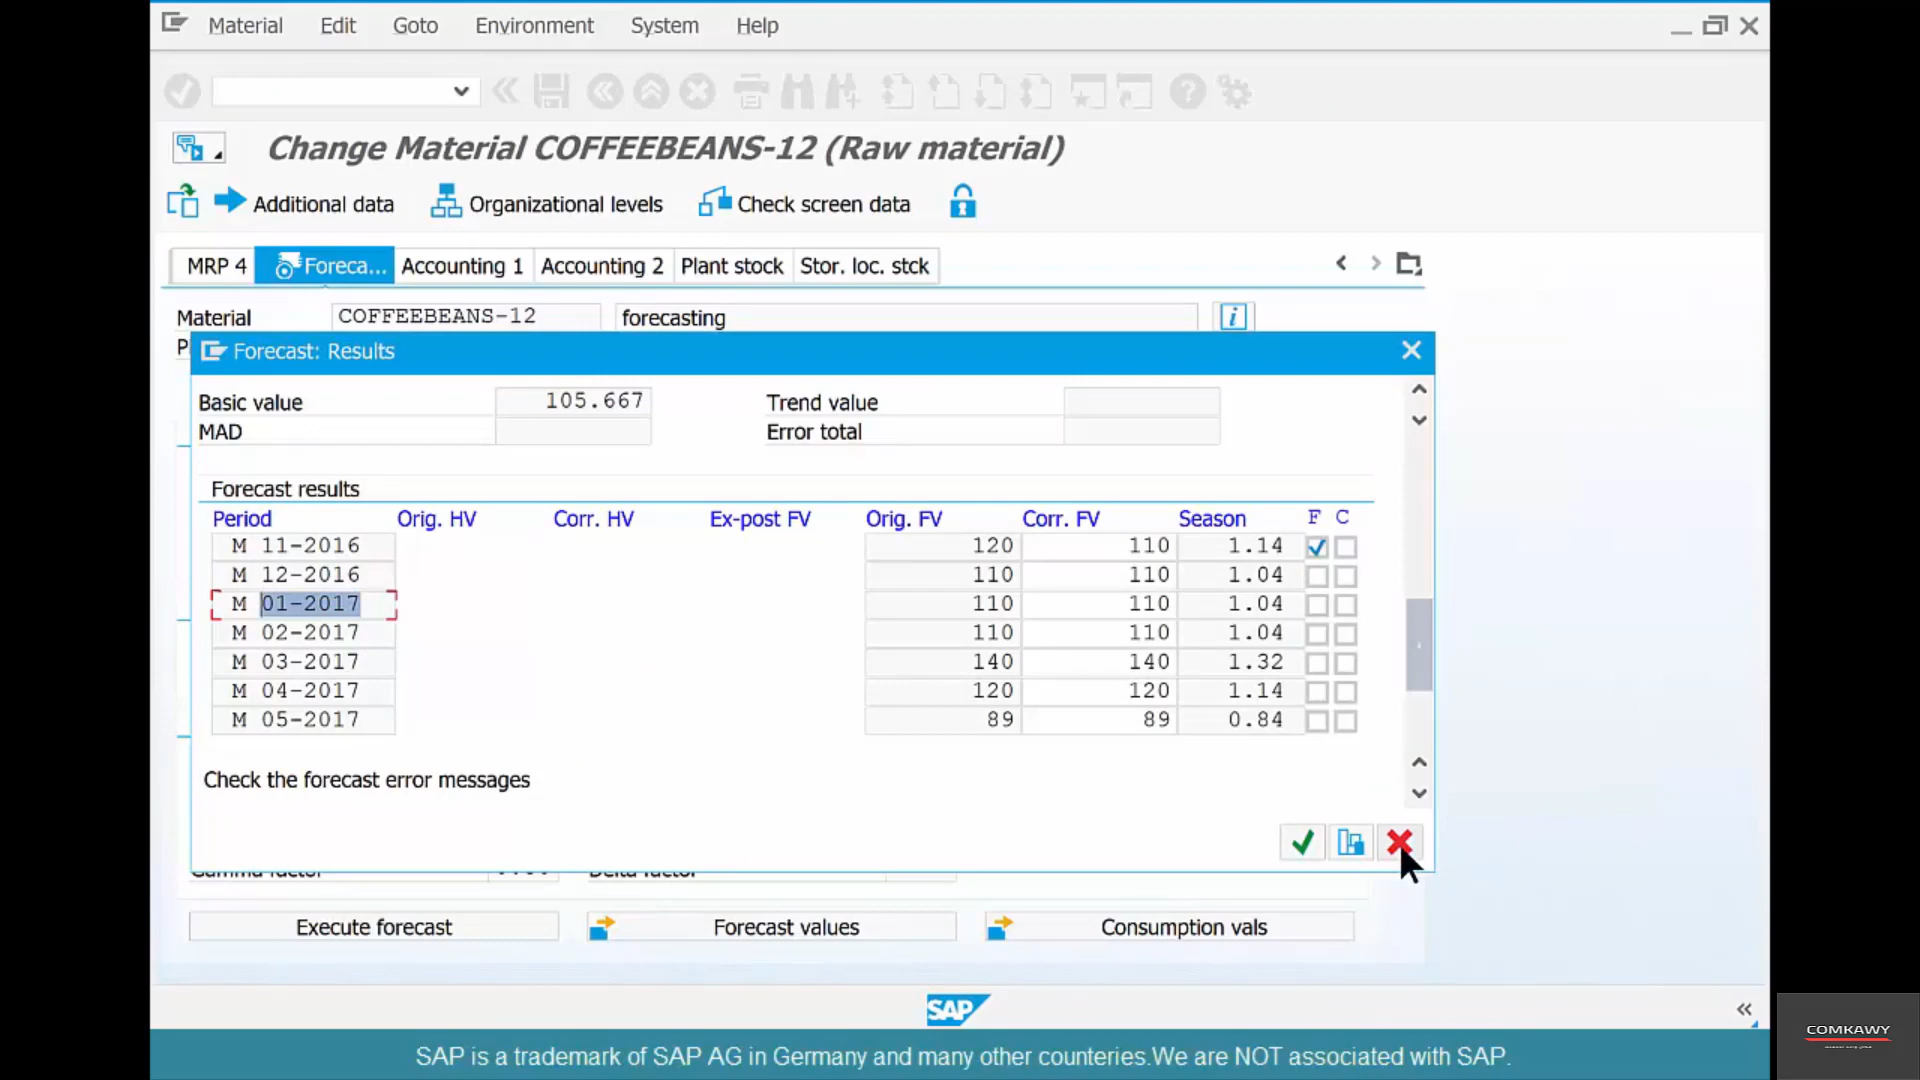 Material Edit Goto Environment System Help
Change Material COFFEEBEANS-12 (Raw material)
Additional data Organizational levels Check screen data
MRP 4 Foreca... Accounting 1 Accounting 2 Plant stock Stor. loc. stck
Material COFFEEBEANS-12 forecasting
Forecast: Results
Basic value 105.667 Trend value
MAD Error total
Forecast results
Period Orig. HV Corr. HV Ex-post FV Orig. FV Corr. FV Season F C
M 11-2016 120 110 1.14
M 12-2016 110 110 1.04
M 01-2017 110 110 1.04
M 02-2017 110 110 1.04
M 03-2017 140 140 1.32
M 04-2017 120 120 1.14
M 05-2017 89 89 0.84
Check the forecast error messages
Gamma factor Delta factor
Execute forecast Forecast values Consumption vals
SAP
SAP is a trademark of SAP AG in Germany and many other counteries.We are NOT associated with SAP.
COMKAWY